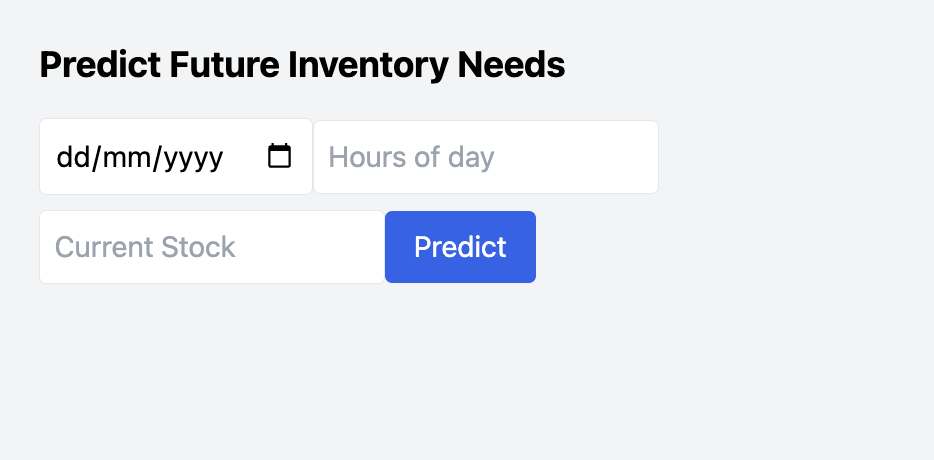 Predict Future Inventory Needs
dd/mm/yyyy Hours of day
Current Stock Predict